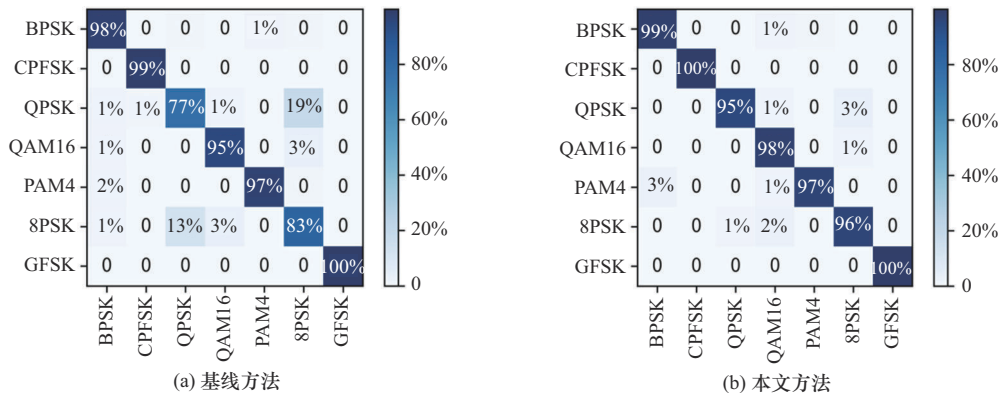 BPSK 98% 0 0 0 1% 0 0
CPFSK 0 99% 0 0 0 0 0
QPSK 1% 1% 77% 1% 0 19% 0
QAM16 1% 0 0 95% 0 3% 0
PAM4 2% 0 0 0 97% 0 0
8PSK 1% 0 13% 3% 0 83% 0
GFSK 0 0 0 0 0 0 100%
BPSK CPFSK QPSK QAM16 PAM4 8PSK GFSK
80%
60%
40%
20%
0
(a) 基线方法
BPSK 99% 0 0 1% 0 0 0
CPFSK 0 100% 0 0 0 0 0
QPSK 0 0 95% 1% 0 3% 0
QAM16 0 0 0 98% 0 1% 0
PAM4 3% 0 0 1% 97% 0 0
8PSK 0 0 1% 2% 0 96% 0
GFSK 0 0 0 0 0 0 100%
BPSK CPFSK QPSK QAM16 PAM4 8PSK GFSK
80%
60%
40%
20%
0
(b) 本文方法